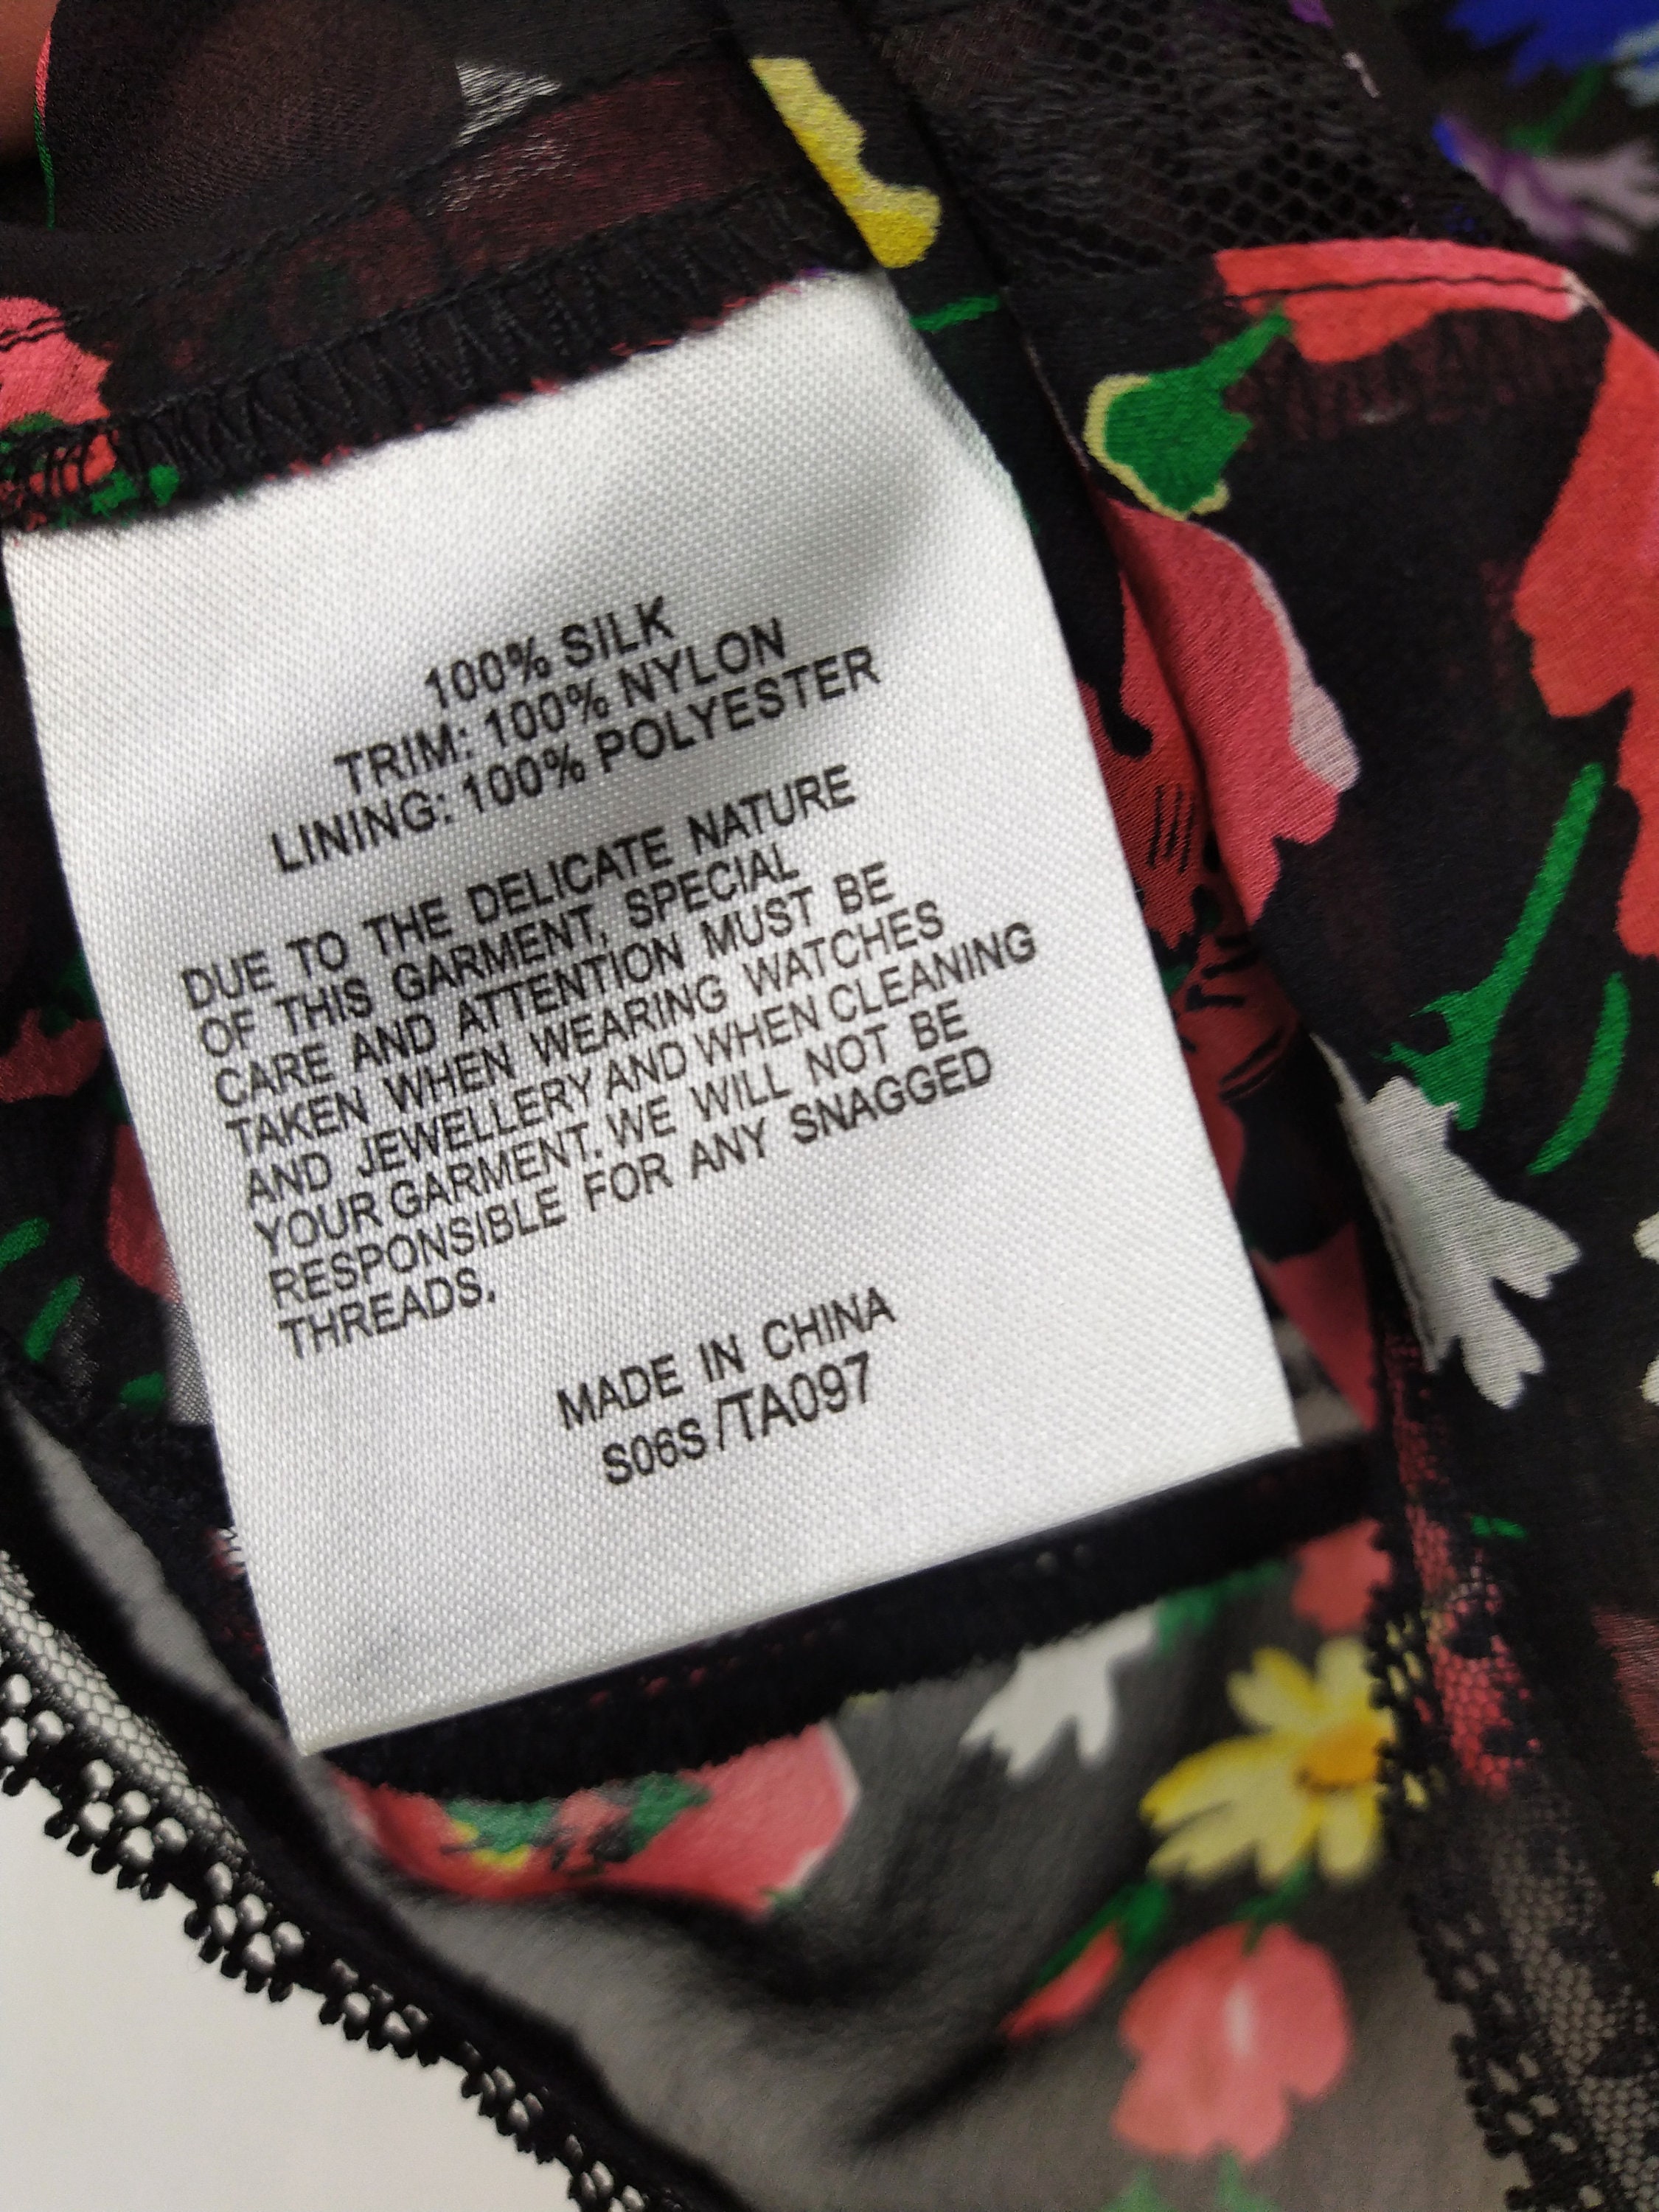 100% SILK
TRIM: 100% NYLON
LINING: 100% POLYESTER
DUE TO THE DELICATE NATURE
OF THIS GARMENT, SPECIAL
CARE AND ATTENTION MUST BE
TAKEN WHEN WEARING WATCHES
AND JEWELLERY AND WHEN CLEANING
YOUR GARMENT. WE WILL NOT BE
RESPONSIBLE FOR ANY SNAGGED
THREADS.
MADE IN CHINA
S06S/TA097